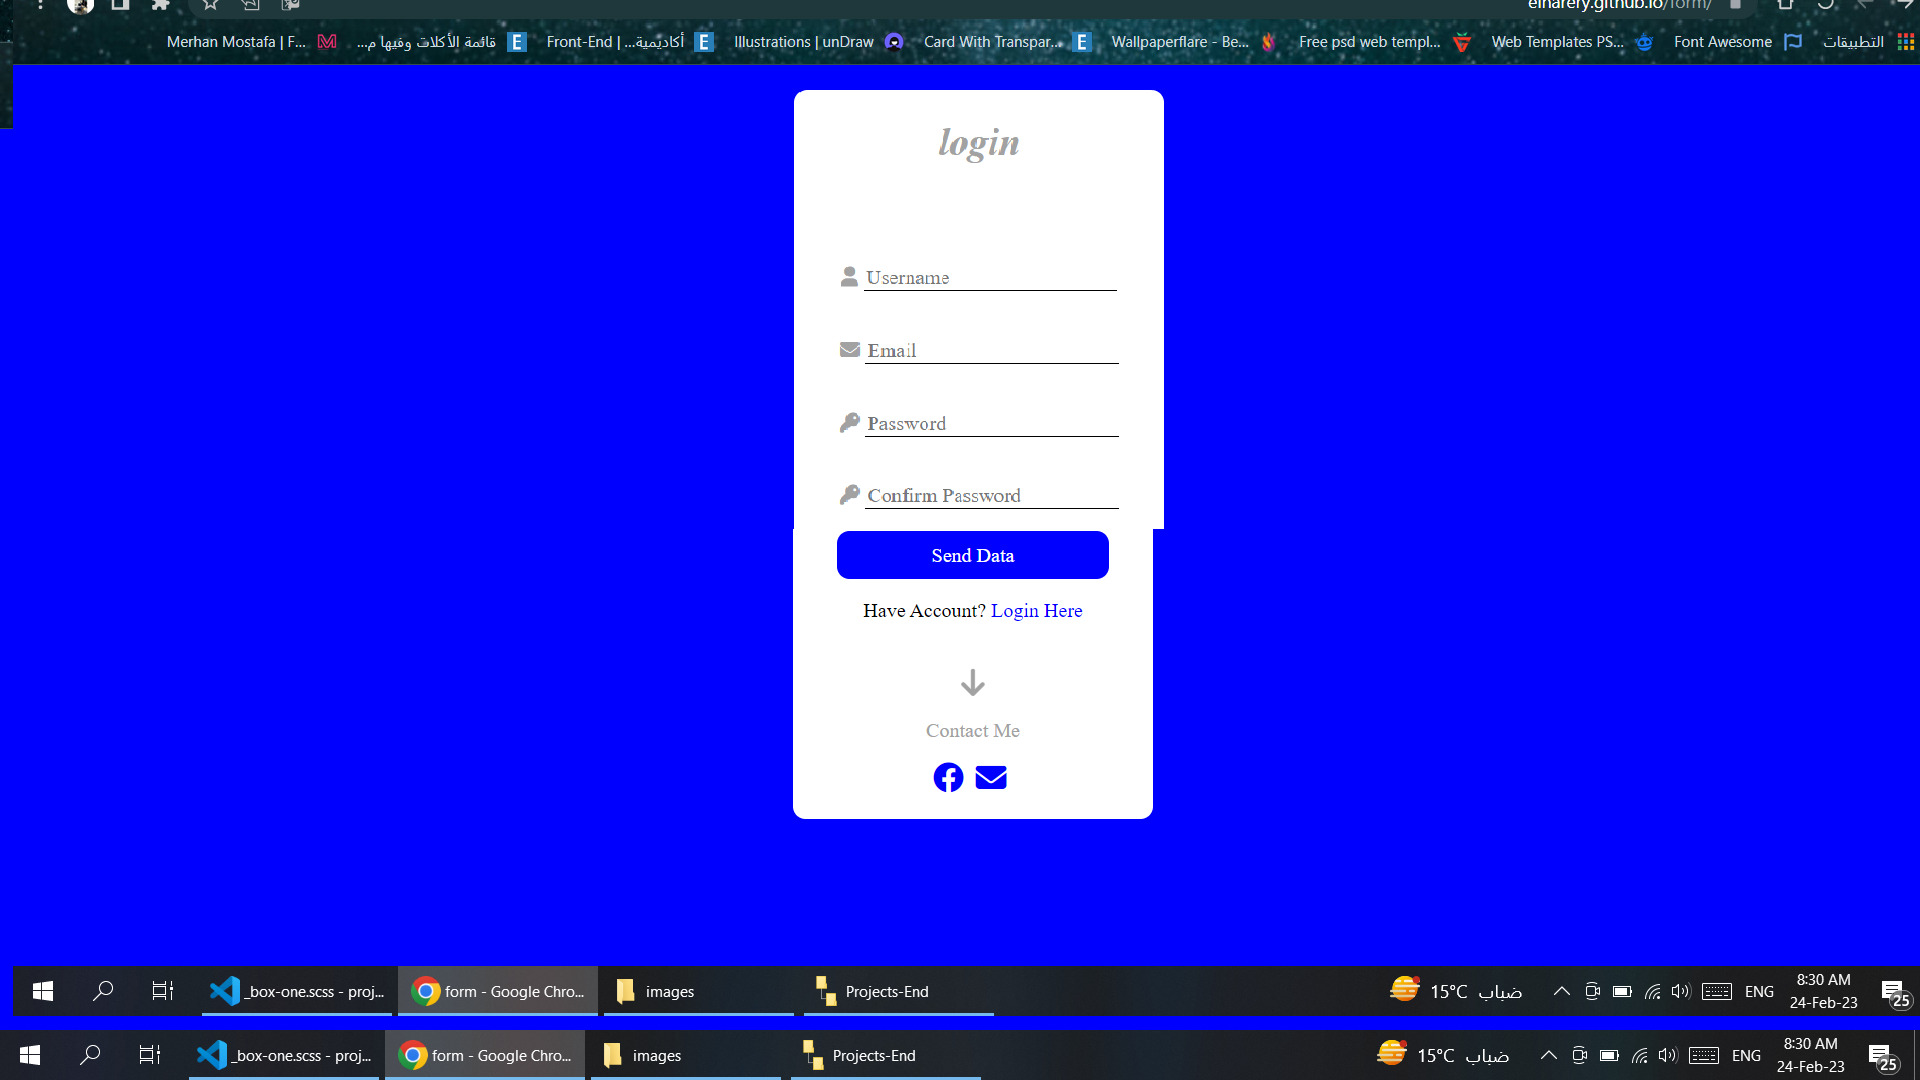 elharery.github.io/form/
Merhan Mostafa | F...
قائمة الأكلات وفيها م...
Front-End | أكاديمية...
Illustrations | unDraw
Card With Transpar...
Wallpaperflare - Be...
Free psd web templ...
Web Templates PS...
Font Awesome
التطبيقات
login
Username
Email
Password
Confirm Password
Send Data
Have Account? Login Here
Contact Me
_box-one.scss - proj...
form - Google Chro...
images
Projects-End
15°C ضباب
ENG
8:30 AM
24-Feb-23
25
_box-one.scss - proj...
form - Google Chro...
images
Projects-End
15°C ضباب
ENG
8:30 AM
24-Feb-23
25